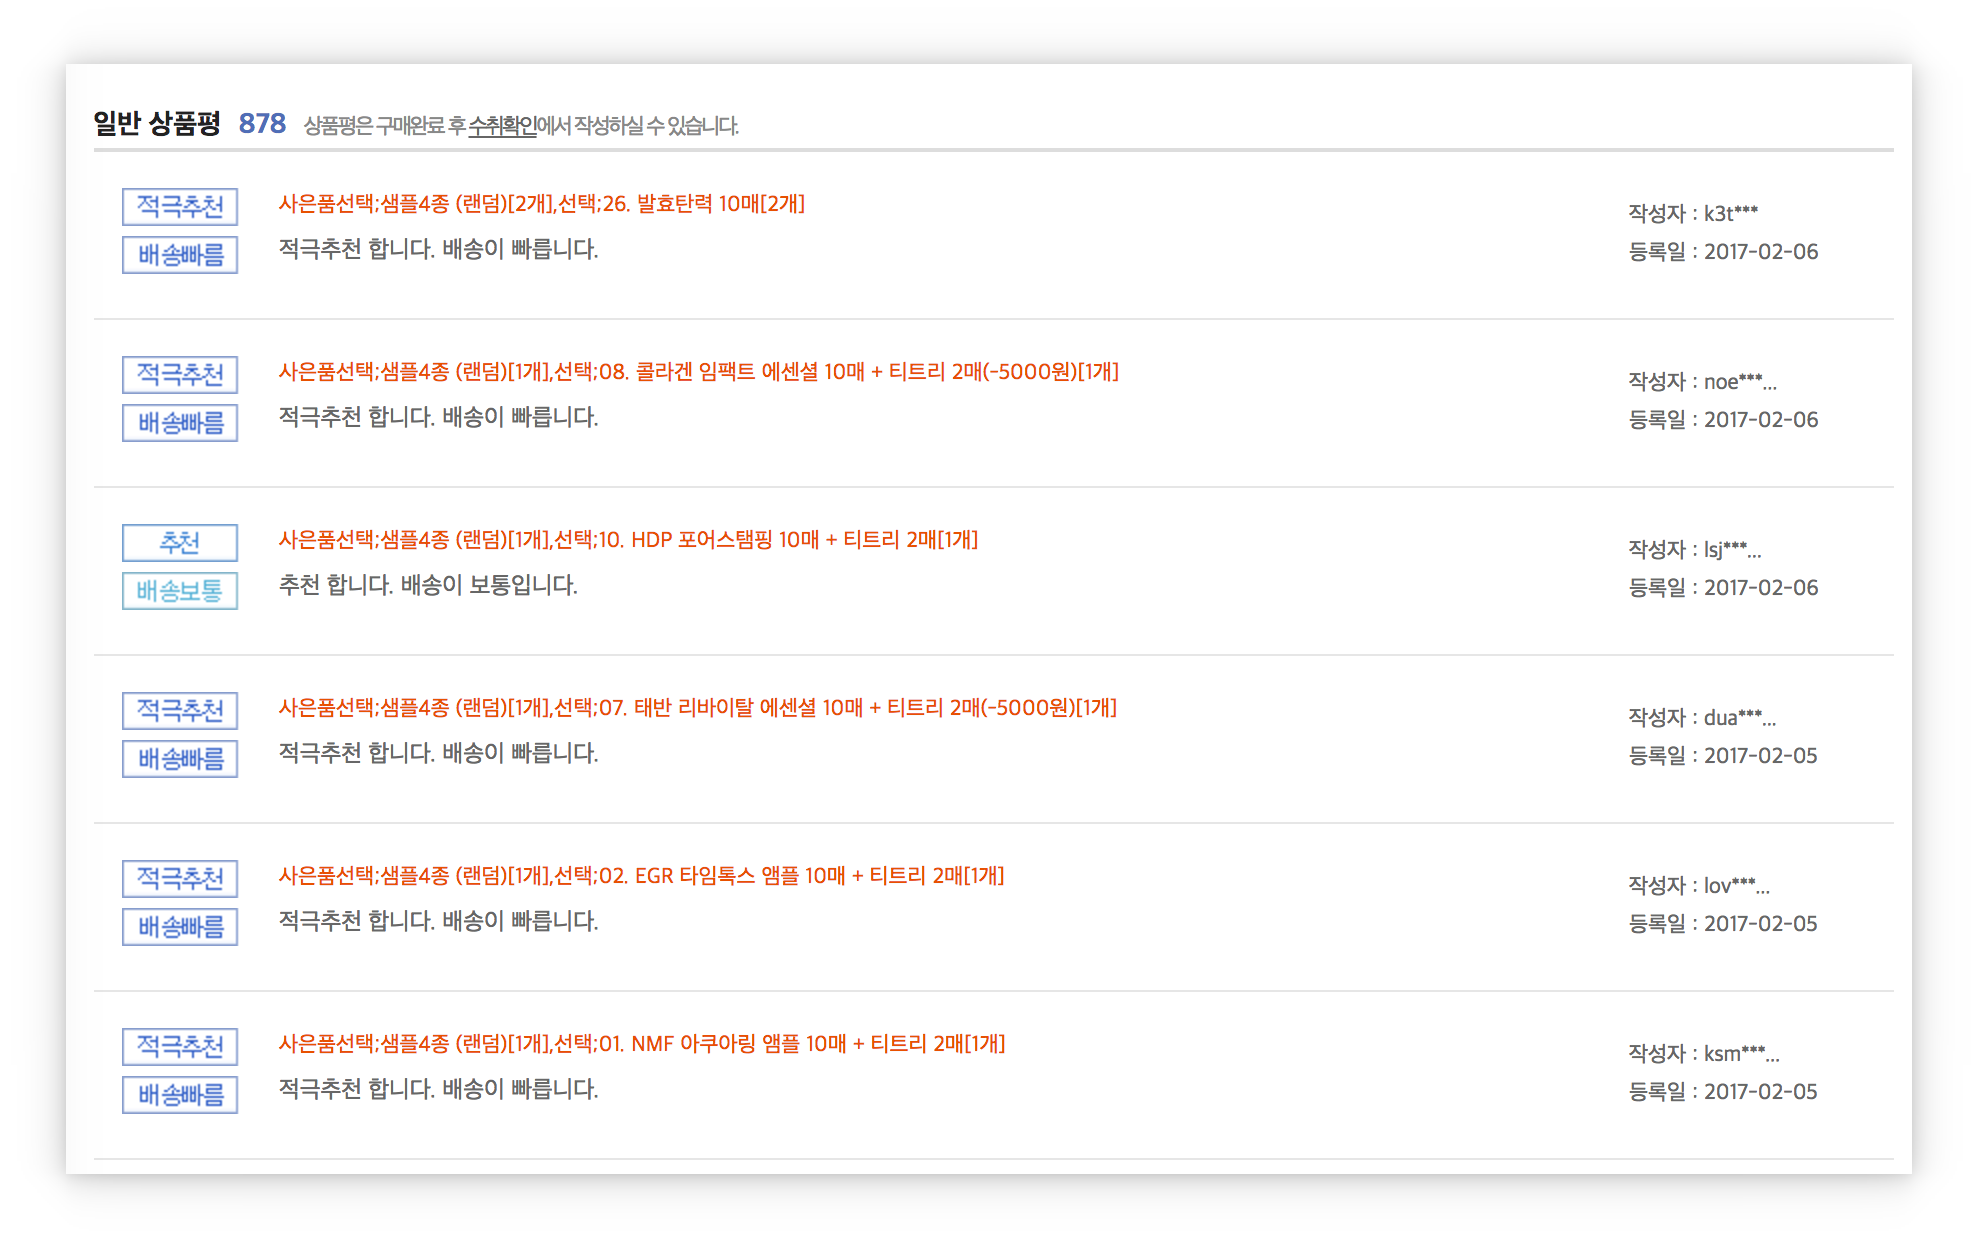 일반 상품평 878 상품평은 구매완료 후 수취확인에서 작성하실 수 있습니다.
적극추천
배송빠름
사은품선택;샘플4종 (랜덤)[2개],선택;26. 발효탄력 10매[2개]
적극추천 합니다. 배송이 빠릅니다.
작성자 : k3t***
등록일 : 2017-02-06
적극추천
배송빠름
사은품선택;샘플4종 (랜덤)[1개],선택;08. 콜라겐 임팩트 에센셜 10매 + 티트리 2매(-5000원)[1개]
적극추천 합니다. 배송이 빠릅니다.
작성자 : noe***...
등록일 : 2017-02-06
추천
배송보통
사은품선택;샘플4종 (랜덤)[1개],선택;10. HDP 포어스탬핑 10매 + 티트리 2매[1개]
추천 합니다. 배송이 보통입니다.
작성자 : lsj***...
등록일 : 2017-02-06
적극추천
배송빠름
사은품선택;샘플4종 (랜덤)[1개],선택;07. 태반 리바이탈 에센셜 10매 + 티트리 2매(-5000원)[1개]
적극추천 합니다. 배송이 빠릅니다.
작성자 : dua***...
등록일 : 2017-02-05
적극추천
배송빠름
사은품선택;샘플4종 (랜덤)[1개],선택;02. EGR 타임톡스 앰플 10매 + 티트리 2매[1개]
적극추천 합니다. 배송이 빠릅니다.
작성자 : lov***...
등록일 : 2017-02-05
적극추천
배송빠름
사은품선택;샘플4종 (랜덤)[1개],선택;01. NMF 아쿠아링 앰플 10매 + 티트리 2매[1개]
적극추천 합니다. 배송이 빠릅니다.
작성자 : ksm***...
등록일 : 2017-02-05